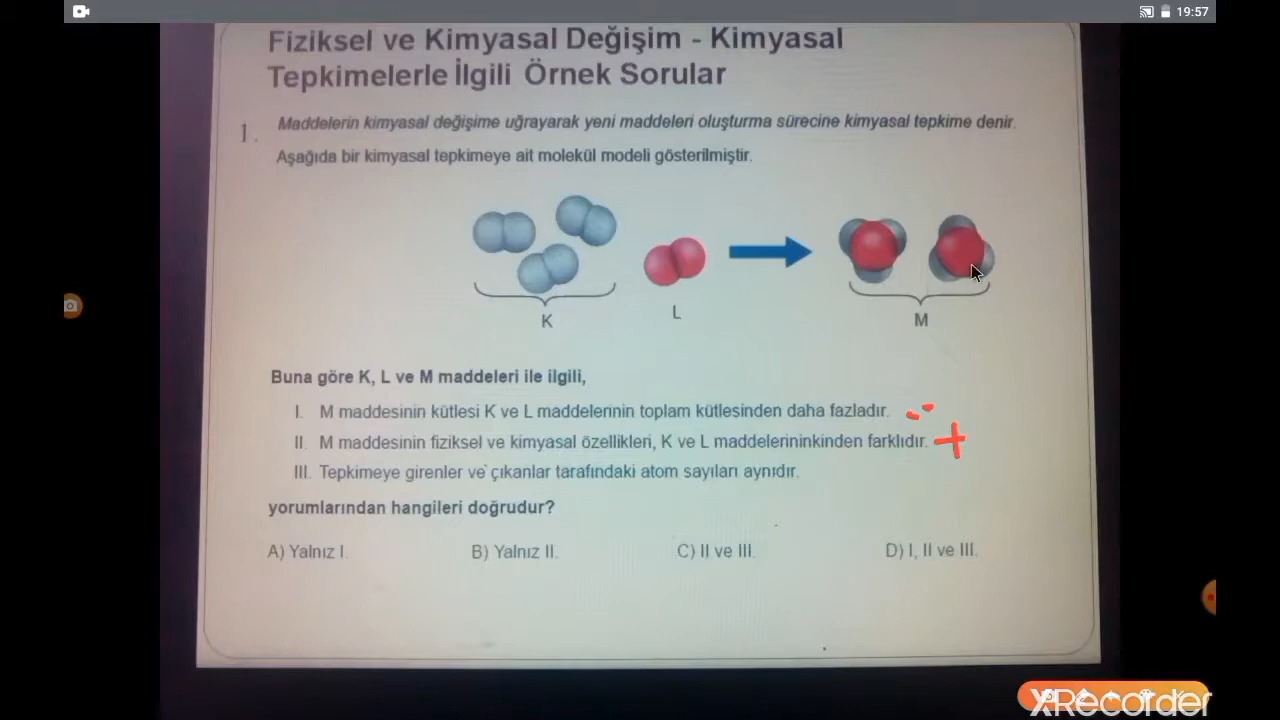 19:57
Fiziksel ve Kimyasal Değişim - Kimyasal
Tepkimelerle İlgili Örnek Sorular
1. Maddelerin kimyasal değişime uğrayarak yeni maddeleri oluşturma sürecine kimyasal tepkime denir.
Aşağıda bir kimyasal tepkimeye ait molekül modeli gösterilmiştir.
K L M
Buna göre K, L ve M maddeleri ile ilgili,
I. M maddesinin kütlesi K ve L maddelerinin toplam kütlesinden daha fazladır.
II. M maddesinin fiziksel ve kimyasal özellikleri, K ve L maddelerininkinden farklıdır. +
III. Tepkimeye girenler ve çıkanlar tarafındaki atom sayıları aynıdır.
yorumlarından hangileri doğrudur?
A) Yalnız I. B) Yalnız II. C) II ve III. D) I, II ve III.
XRecorder